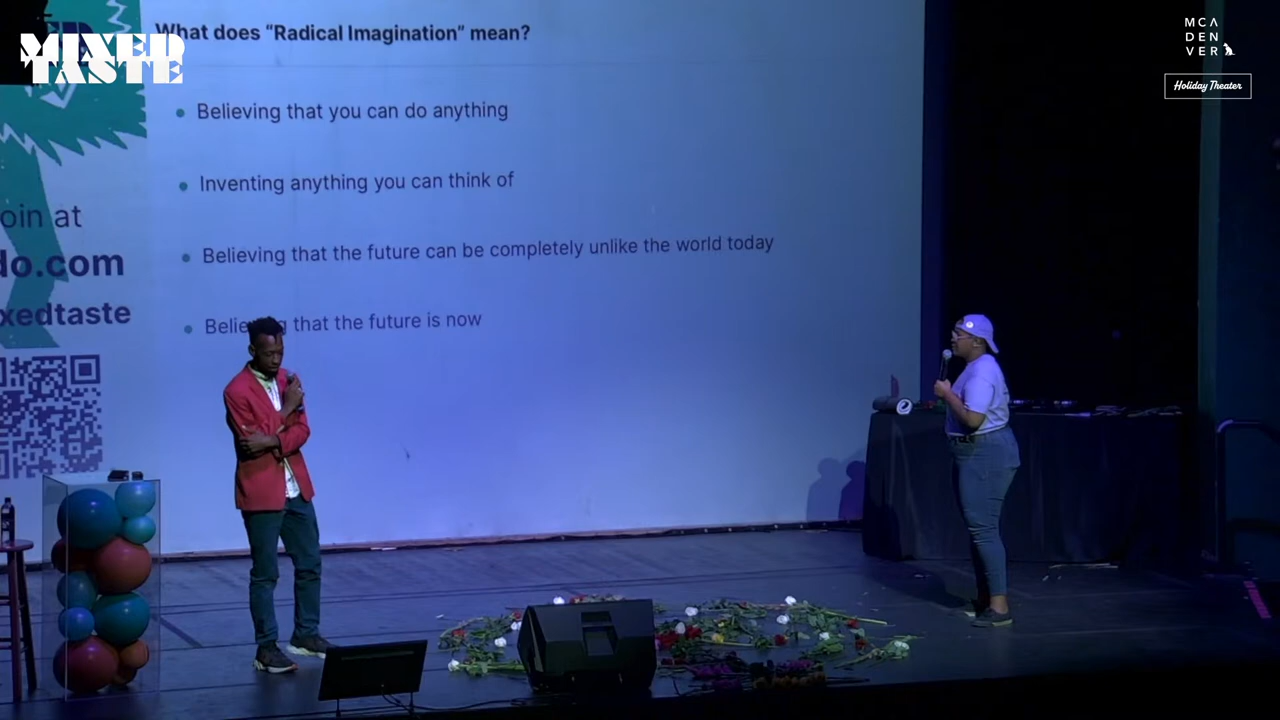 MIXED
TASTE
What does “Radical Imagination” mean?
Believing that you can do anything
Inventing anything you can think of
Believing that the future can be completely unlike the world today
that the future is now
oin at
do.com
xedtaste
MCA
DEN
VER
Holiday Theater